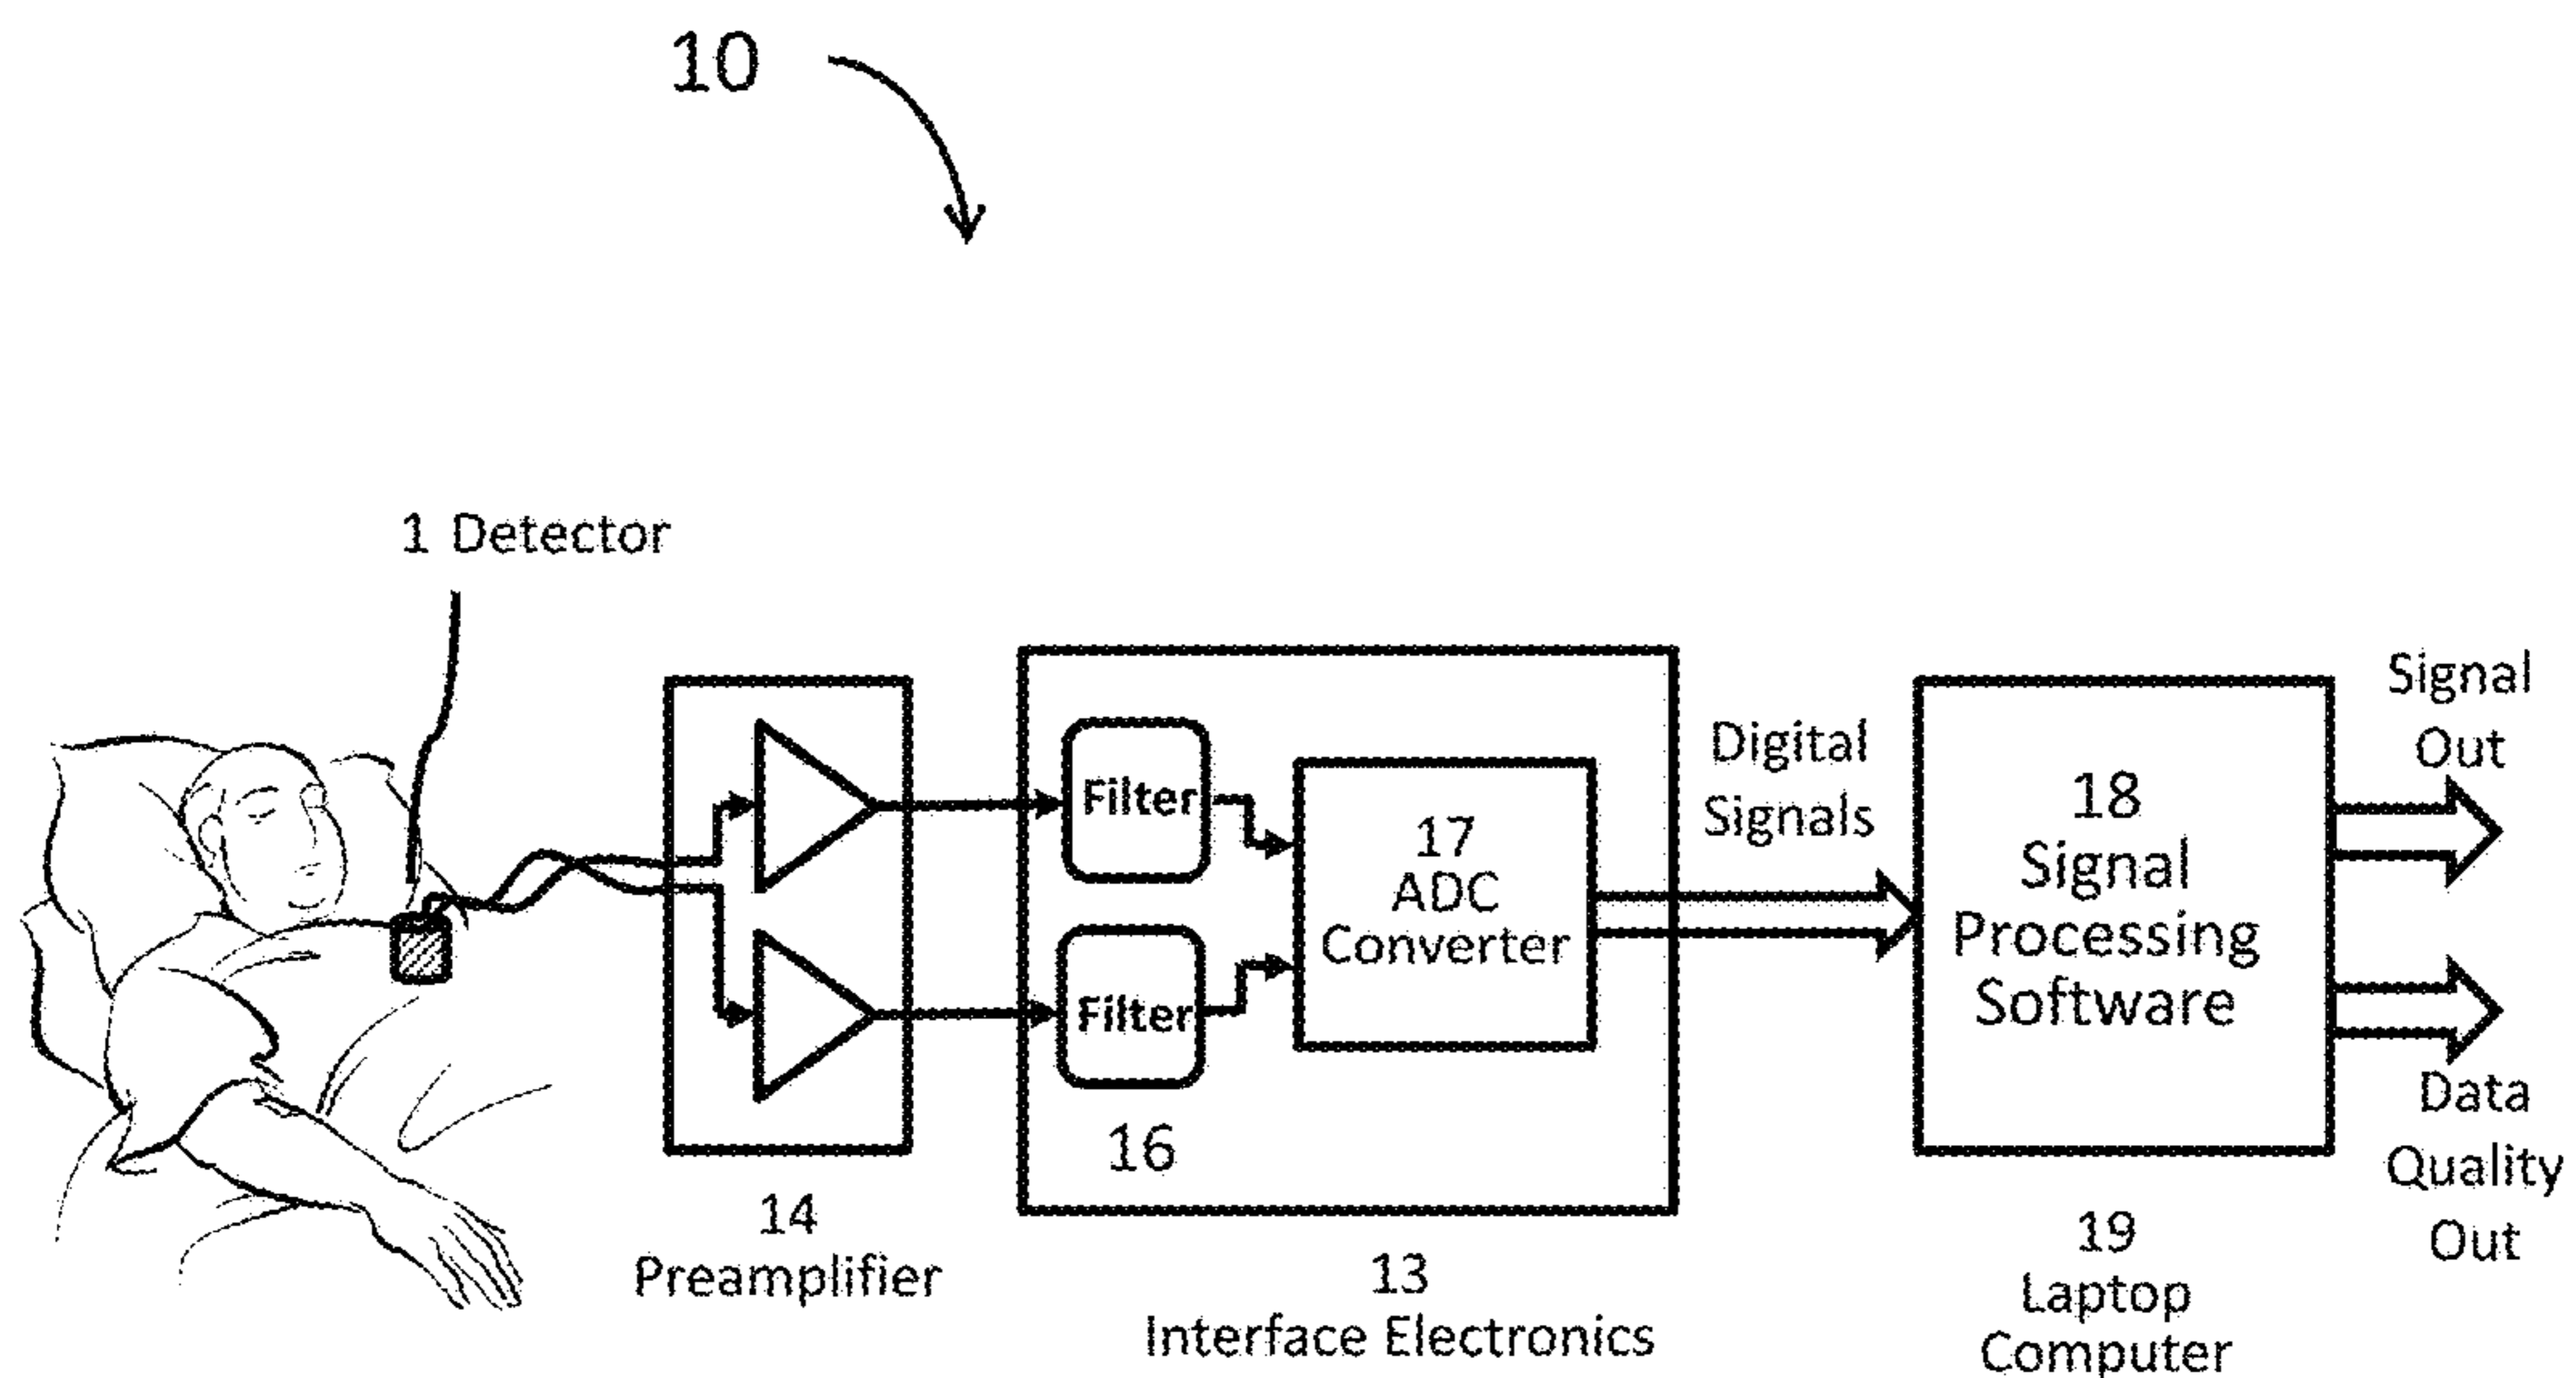 10
1 Detector
14
Preamplifier
Filter
Filter
16
17
ADC
Converter
13
Interface Electronics
Digital
Signals
18
Signal
Processing
Software
19
Laptop
Computer
Signal
Out
Data
Quality
Out